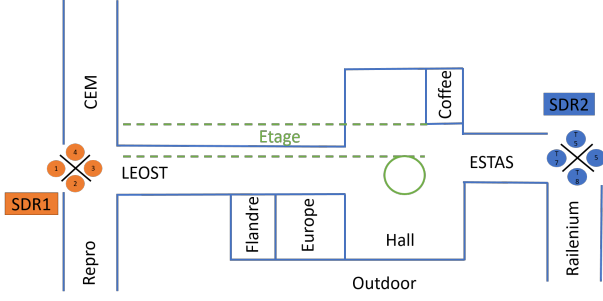 CEM
Coffee
SDR2
Etage
4
1
3
2
LEOST
ESTAS
T
5
T
7
5
T
8
SDR1
Flandre
Europe
Hall
Repro
Railenium
Outdoor